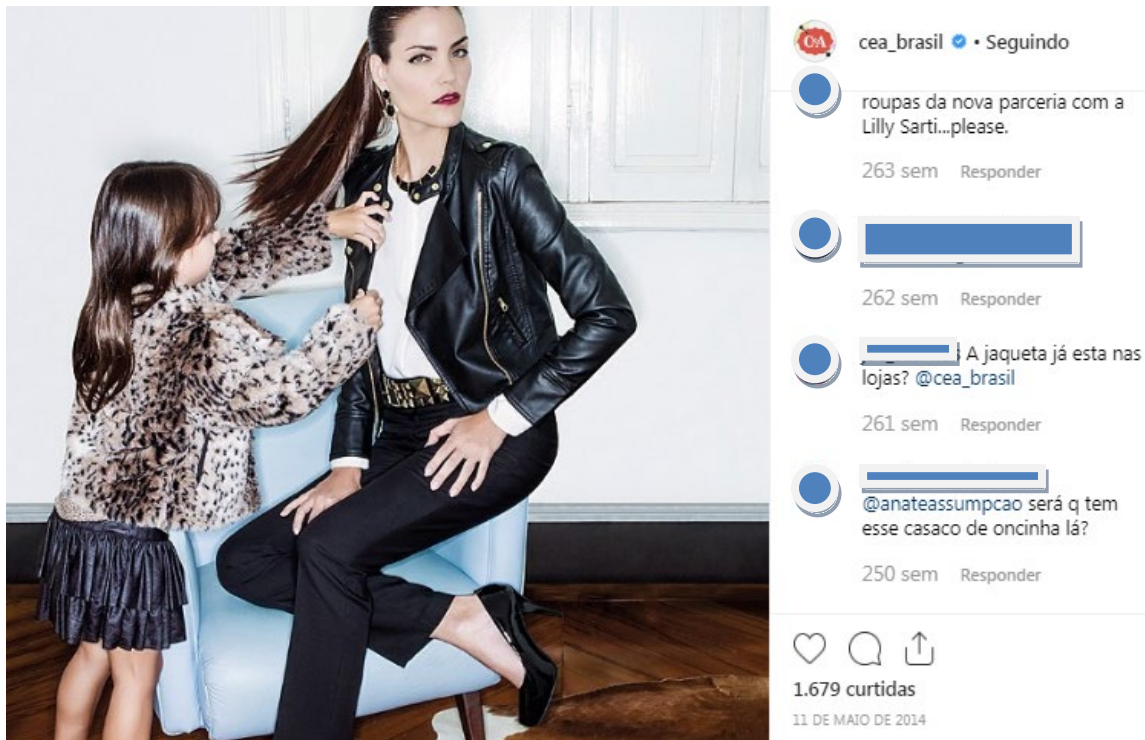 C&A
cea_brasil • Seguindo
roupas da nova parceria com a
Lilly Sarti...please.
263 sem Responder
262 sem Responder
A jaqueta já esta nas
lojas? @cea_brasil
261 sem Responder
@anateassumpcao será q tem
esse casaco de oncinha lá?
250 sem Responder
1.679 curtidas
11 DE MAIO DE 2014